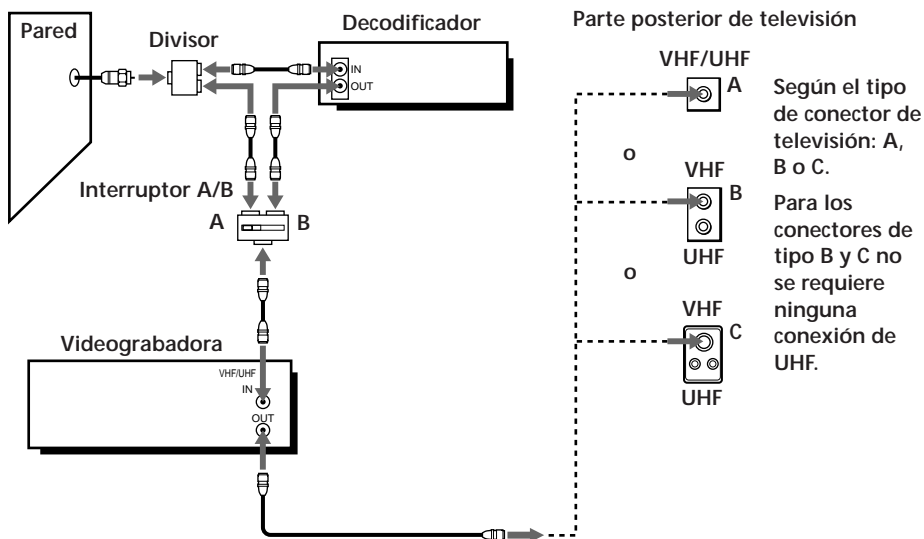 Pared
Divisor
Decodificador
IN
OUT
Interruptor A/B
A
B
Videograbadora
VHF/UHF
IN
OUT
Parte posterior de televisión
VHF/UHF
A
o
VHF
B
UHF
o
VHF
C
UHF
Según el tipo
de conector de
televisión: A,
B o C.
Para los
conectores de
tipo B y C no
se requiere
ninguna
conexión de
UHF.